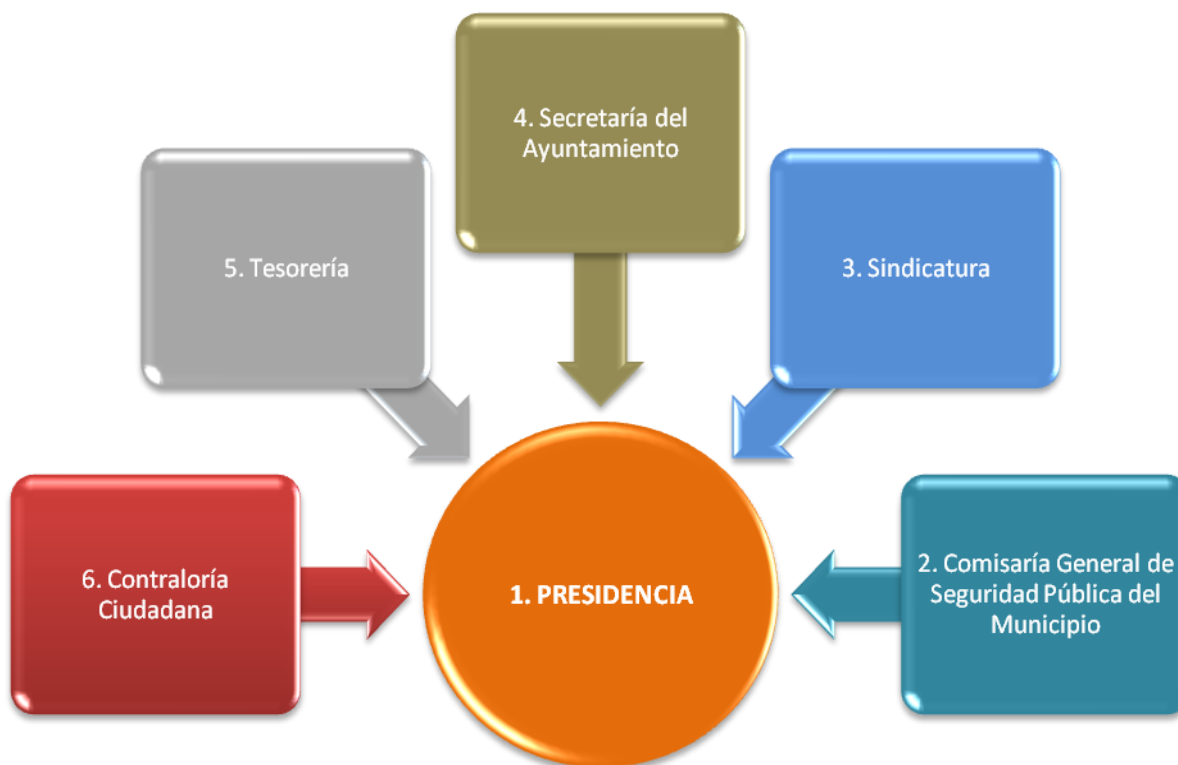 4. Secretaría del
Ayuntamiento
5. Tesorería
3. Sindicatura
6. Contraloría
Ciudadana
1. PRESIDENCIA
2. Comisaría General de
Seguridad Pública del
Municipio